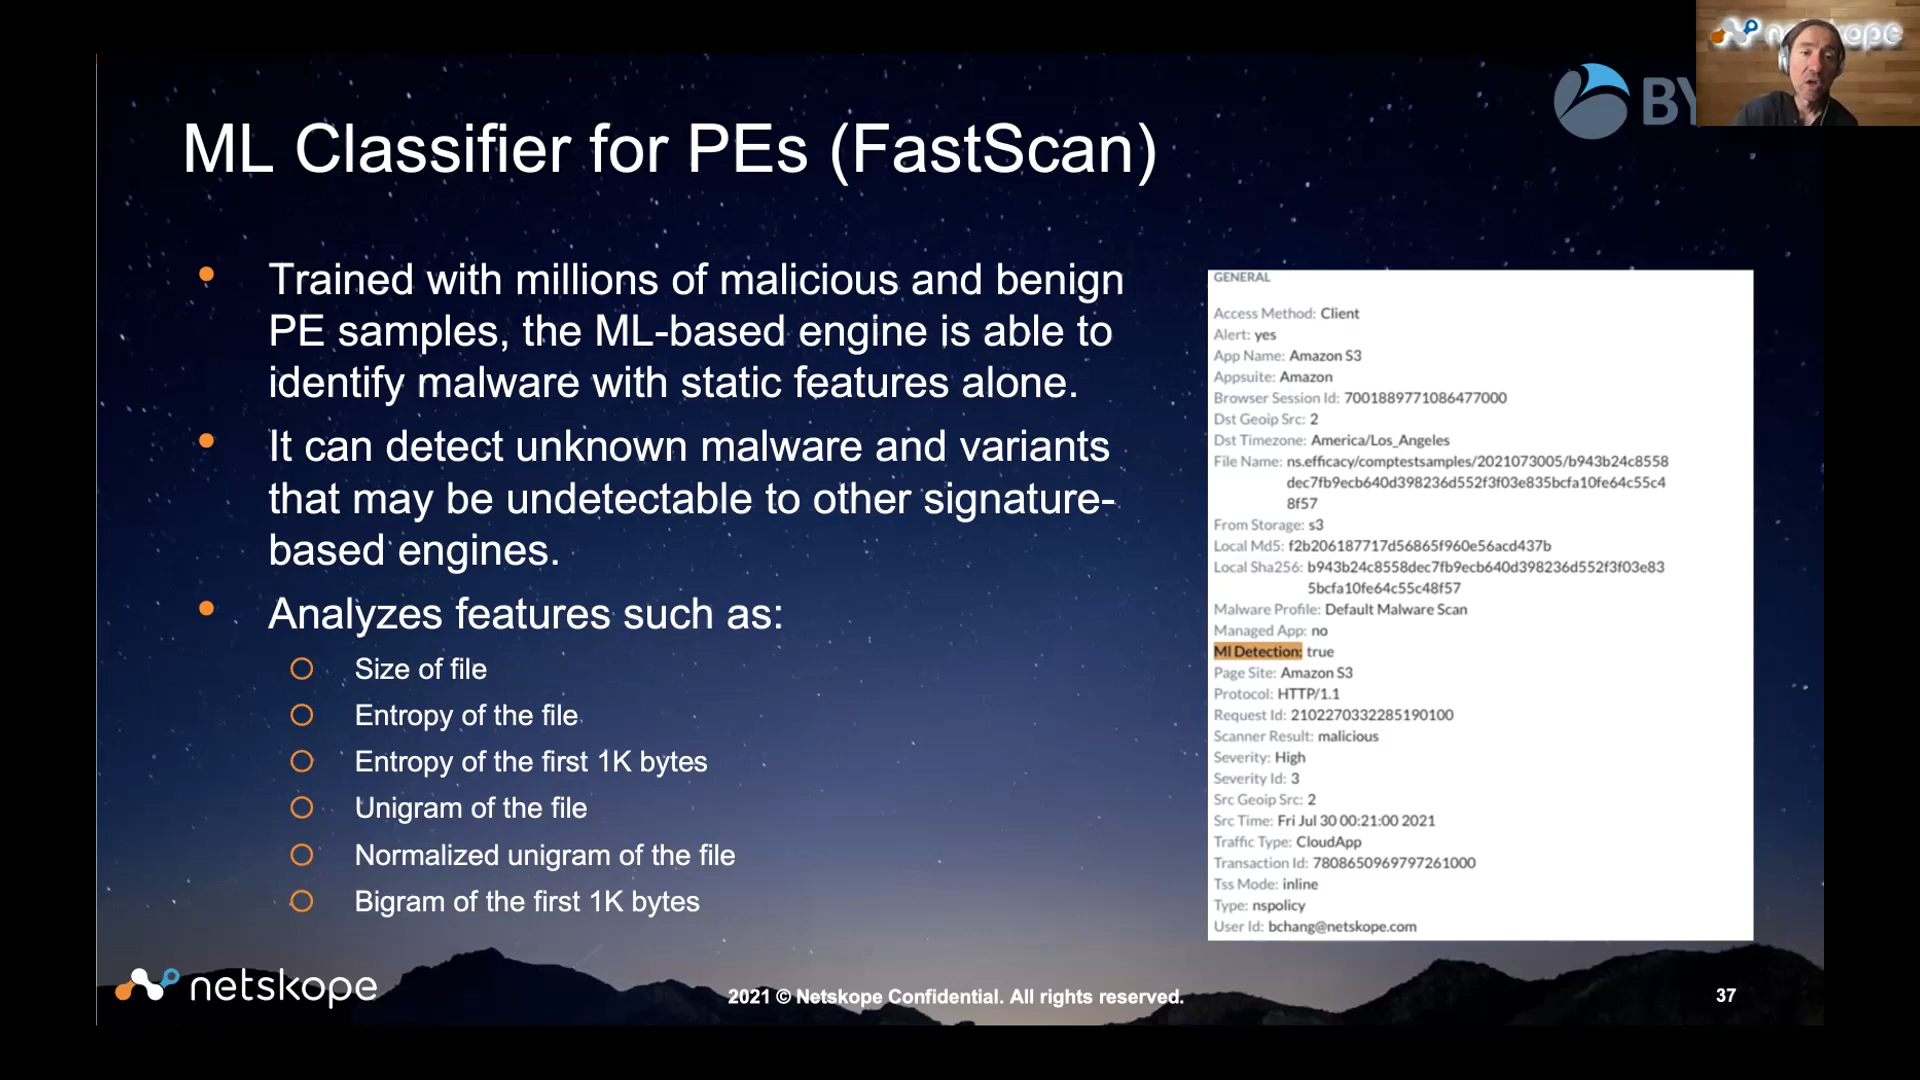 netskope
BY
ML Classifier for PEs (FastScan)
Trained with millions of malicious and benign
PE samples, the ML-based engine is able to
identify malware with static features alone.
It can detect unknown malware and variants
that may be undetectable to other signature-
based engines.
Analyzes features such as:
Size of file
Entropy of the file
Entropy of the first 1K bytes
Unigram of the file
Normalized unigram of the file
Bigram of the first 1K bytes
GENERAL
Access Method: Client
Alert: yes
App Name: Amazon S3
Appsuite: Amazon
Browser Session Id: 7001889771086477000
Dst Geoip Src: 2
Dst Timezone: America/Los_Angeles
File Name: ns.efficacy/comptestsamples/2021073005/b943b24c8558
dec7fb9ecb640d398236d552f3f03e835bcfa10fe64c55c4
8f57
From Storage: s3
Local Md5: f2b206187717d56865f960e56acd437b
Local Sha256: b943b24c8558dec7fb9ecb640d398236d552f3f03e83
5bcfa10fe64c55c48f57
Malware Profile: Default Malware Scan
Managed App: no
Ml Detection: true
Page Site: Amazon S3
Protocol: HTTP/1.1
Request Id: 2102270332285190100
Scanner Result: malicious
Severity: High
Severity Id: 3
Src Geoip Src: 2
Src Time: Fri Jul 30 00:21:00 2021
Traffic Type: CloudApp
Transaction Id: 7808650969797261000
Tss Mode: inline
Type: nspolicy
User Id: bchang@netskope.com
netskope
2021 © Netskope Confidential. All rights reserved.
37